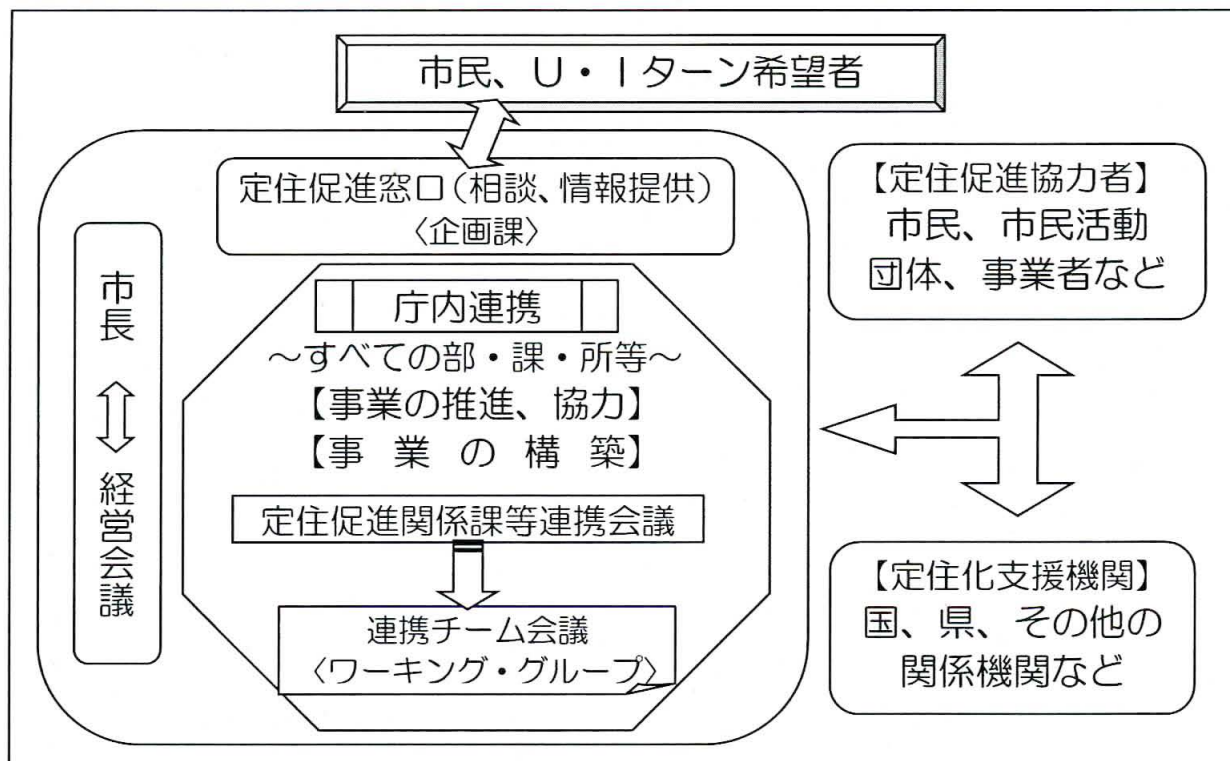 市民、U・Iターン希望者
定住促進窓口（相談、情報提供）
〈企画課〉
市長
経営会議
庁内連携
～すべての部・課・所等～
【事業の推進、協力】
【事業の構築】
定住促進関係課等連携会議
連携チーム会議
〈ワーキング・グループ〉
【定住促進協力者】
市民、市民活動
団体、事業者など
【定住化支援機関】
国、県、その他の
関係機関など